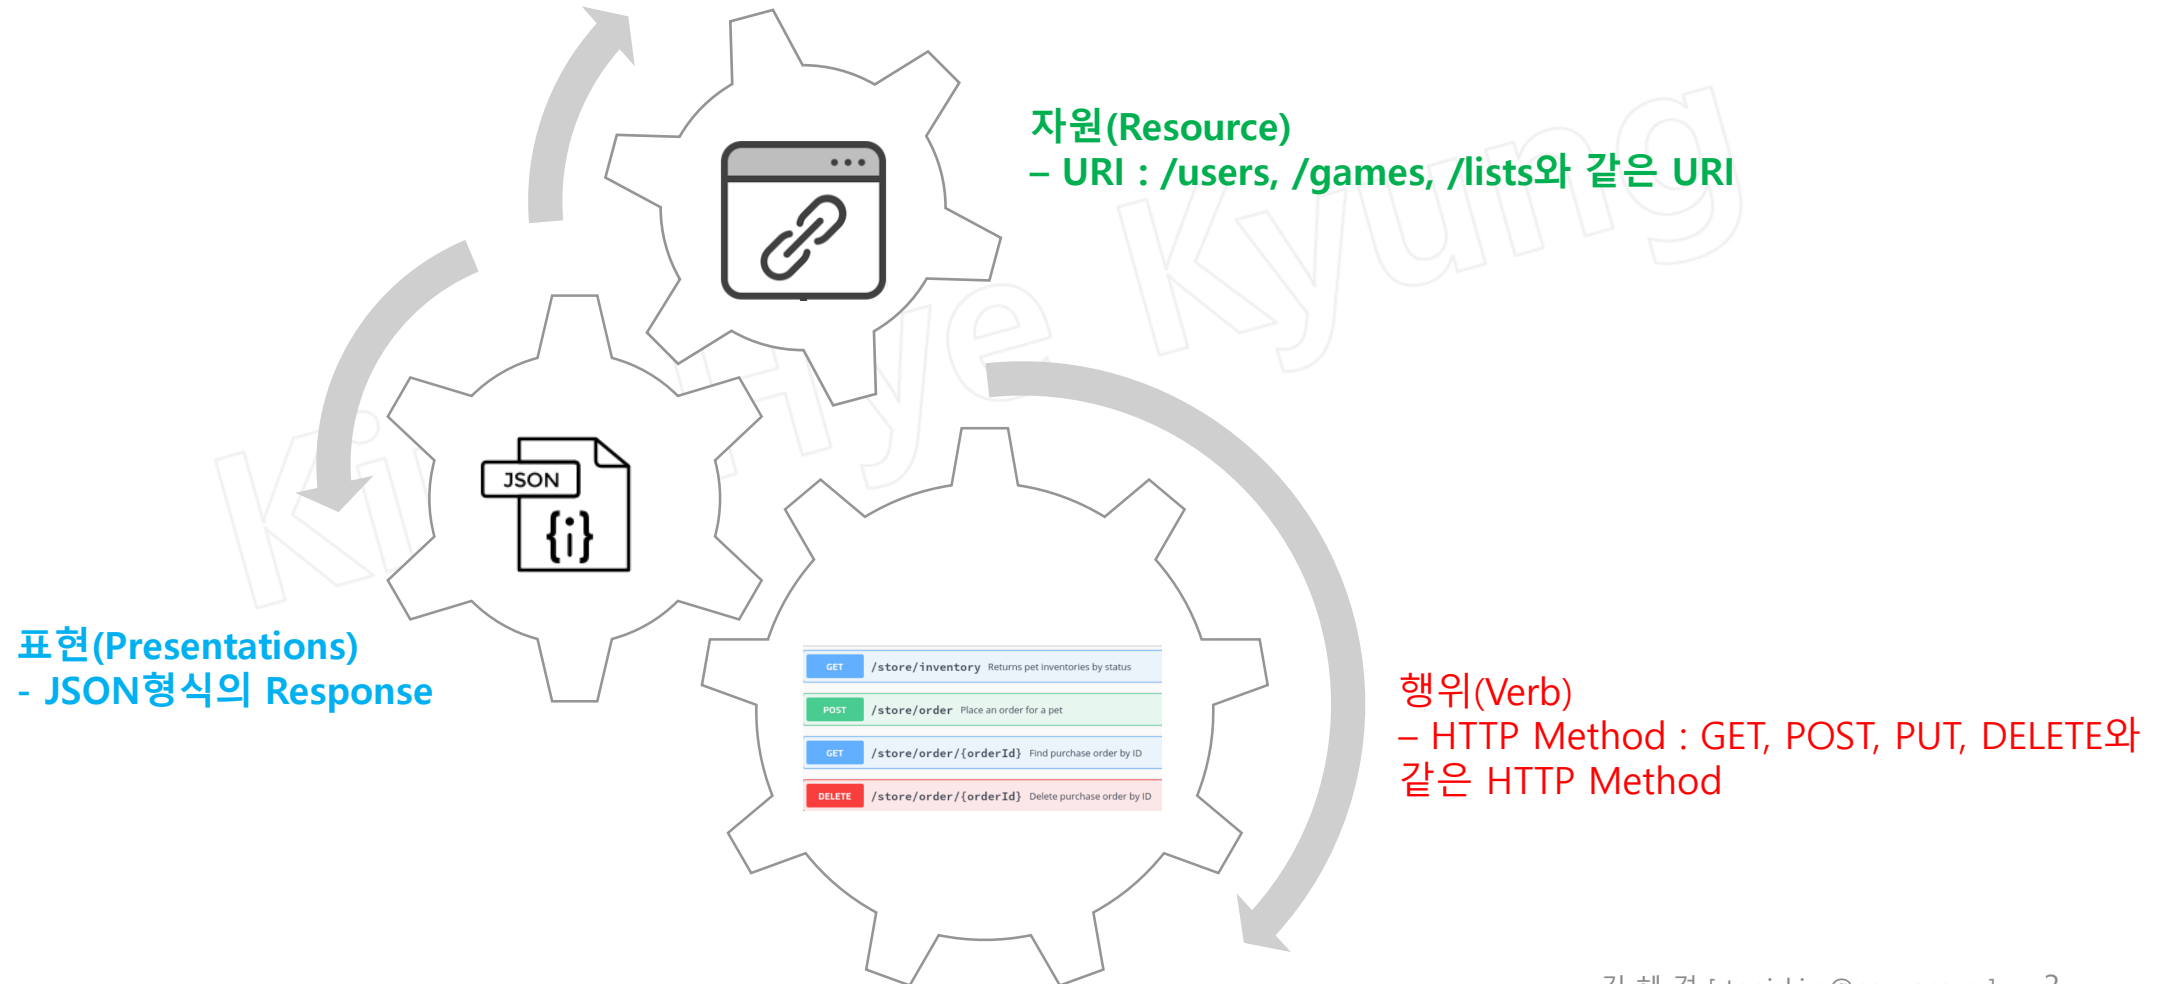 자원(Resource)
– URI : /users, /games, /lists와 같은 URI
JSON
{i}
표현(Presentations)
- JSON형식의 Response
GET /store/inventory Returns pet inventories by status
POST /store/order Place an order for a pet
GET /store/order/{orderId} Find purchase order by ID
DELETE /store/order/{orderId} Delete purchase order by ID
행위(Verb)
– HTTP Method : GET, POST, PUT, DELETE와
같은 HTTP Method
Hye Kyung